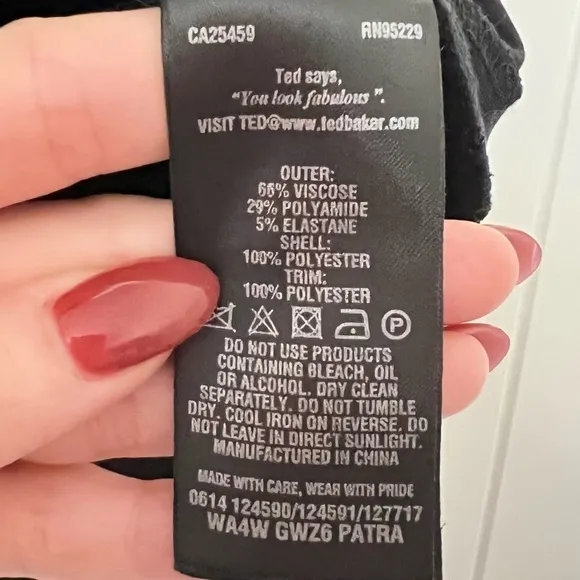 CA25459 RN95229
Ted says,
"You look fabulous".
VISIT TED@www.tedbaker.com
OUTER:
66% VISCOSE
29% POLYAMIDE
5% ELASTANE
SHELL:
100% POLYESTER
TRIM:
100% POLYESTER
P
DO NOT USE PRODUCTS
CONTAINING BLEACH, OIL
OR ALCOHOL. DRY CLEAN
SEPARATELY. DO NOT TUMBLE
DRY. COOL IRON ON REVERSE. DO
NOT LEAVE IN DIRECT SUNLIGHT.
MANUFACTURED IN CHINA
MADE WITH CARE, WEAR WITH PRIDE
0614 124590/124591/127717
WA4W GWZ6 PATRA